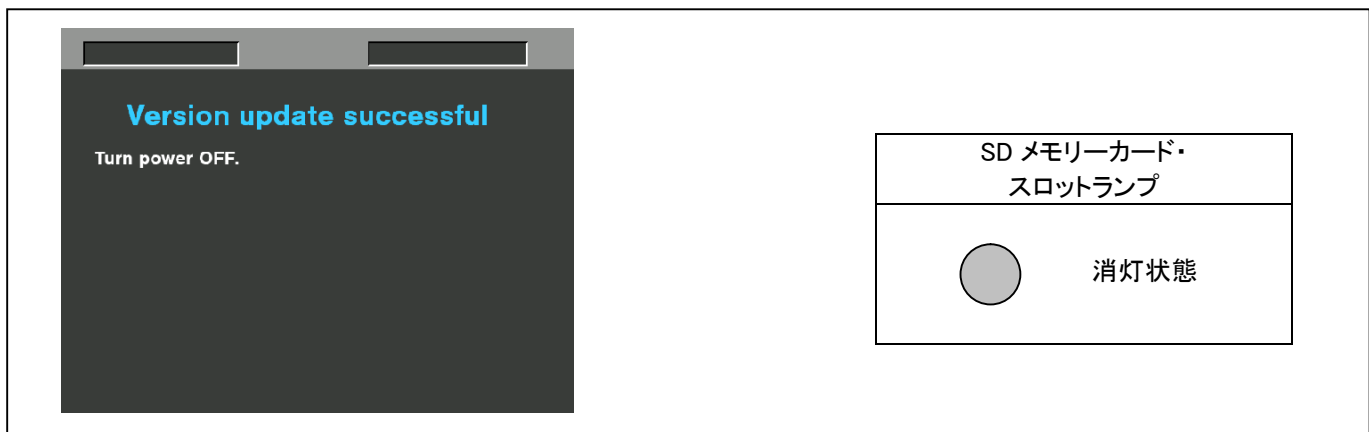 Version update successful
Turn power OFF.
SD メモリーカード・
スロットランプ
消灯状態